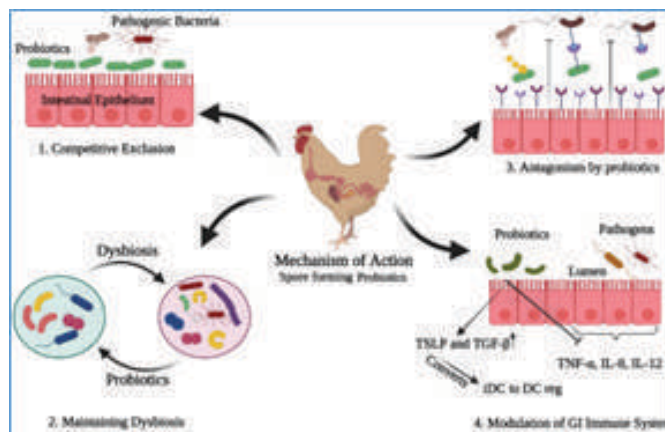 Pathogenic Bacteria
Probiotics
Intestinal Epithelium
1. Competitive Exclusion
3. Antagonism by probiotics
Mechanism of Action
Spore forming Probiotics
Dysbiosis
Probiotics
2. Maintaining Dysbiosis
Probiotics
Pathogens
Lumen
TSLP and TGF-β↑
Converts
iDC to DC reg
TNF-α, IL-8, IL-12
4. Modulation of GI Immune System